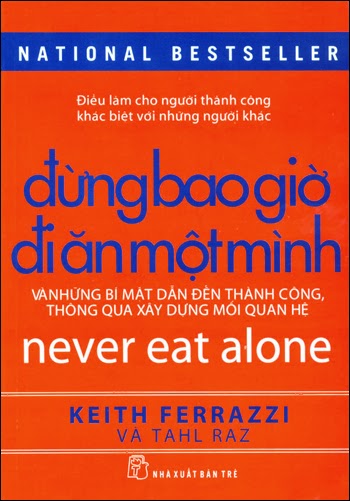 NATIONAL BESTSELLER
Điều làm cho người thành công
khác biệt với những người khác
đừng bao giờ
đi ăn một mình
VÀ NHỮNG BÍ MẬT DẪN ĐẾN THÀNH CÔNG,
THÔNG QUA XÂY DỰNG MỐI QUAN HỆ
never eat alone
KEITH FERRAZZI
VÀ TAHL RAZ
NHÀ XUẤT BẢN TRẺ